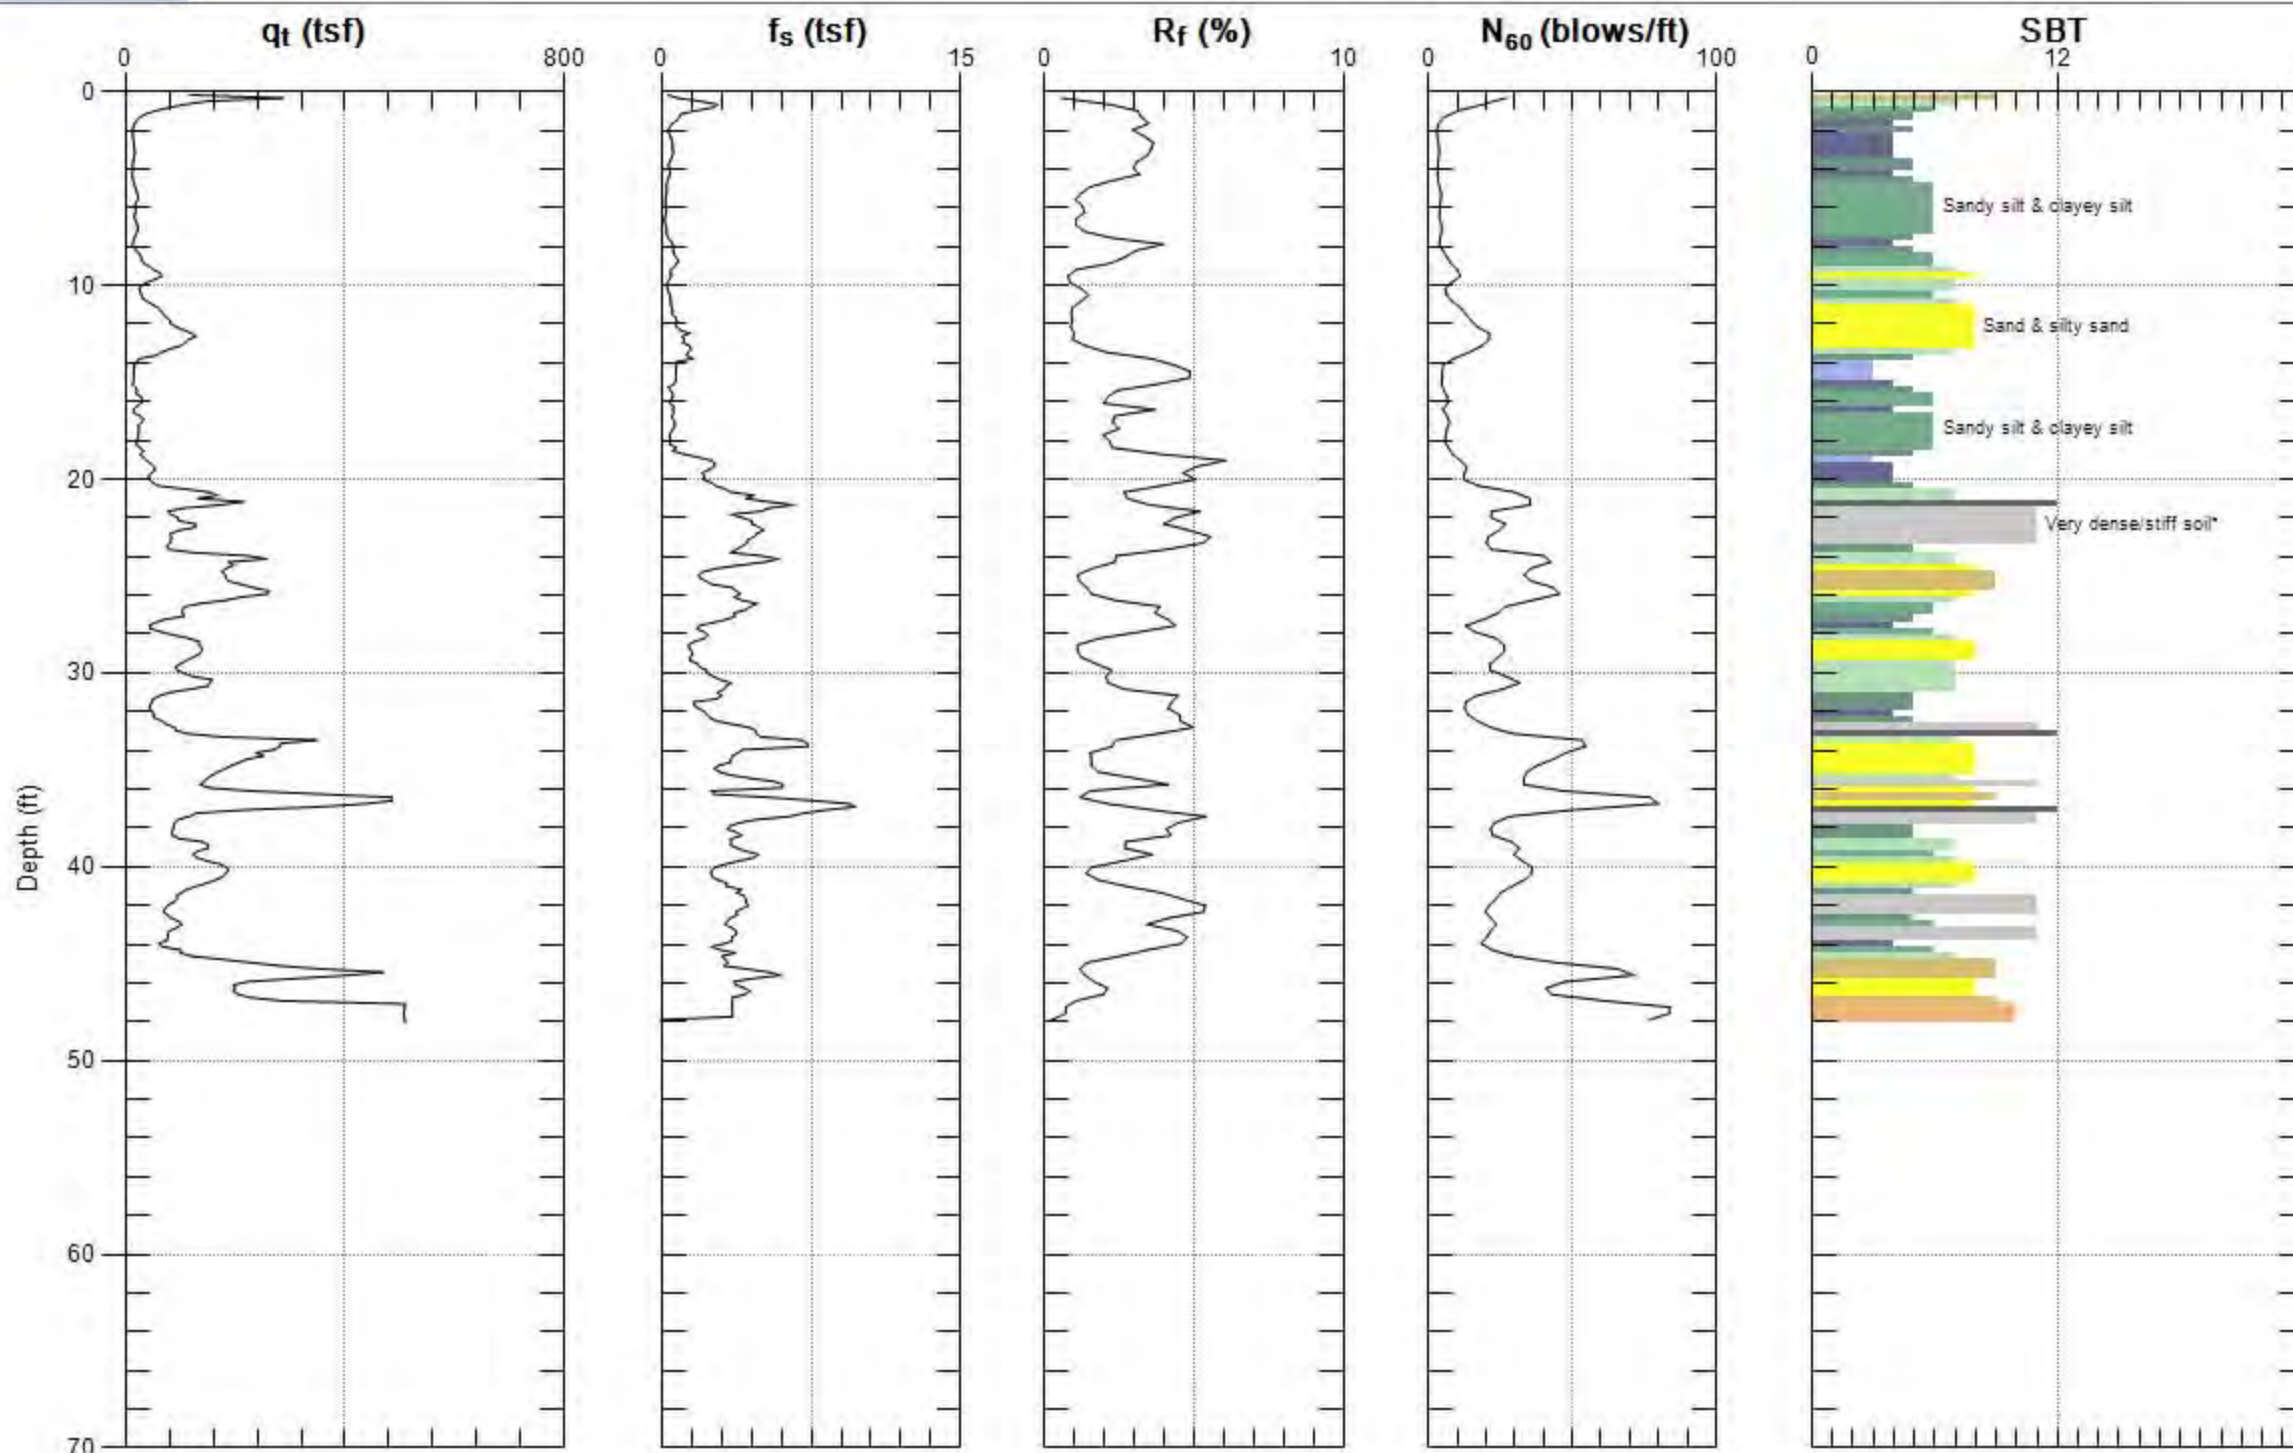 qt (tsf) fs (tsf) Rf (%) N60 (blows/ft) SBT
0 800 0 15 0 10 0 100 0 12
0
Sandy silt & clayey silt
10
Sand & silty sand
Sandy silt & clayey silt
20
Very dense/stiff soil*
30
Depth (ft)
40
50
60
70